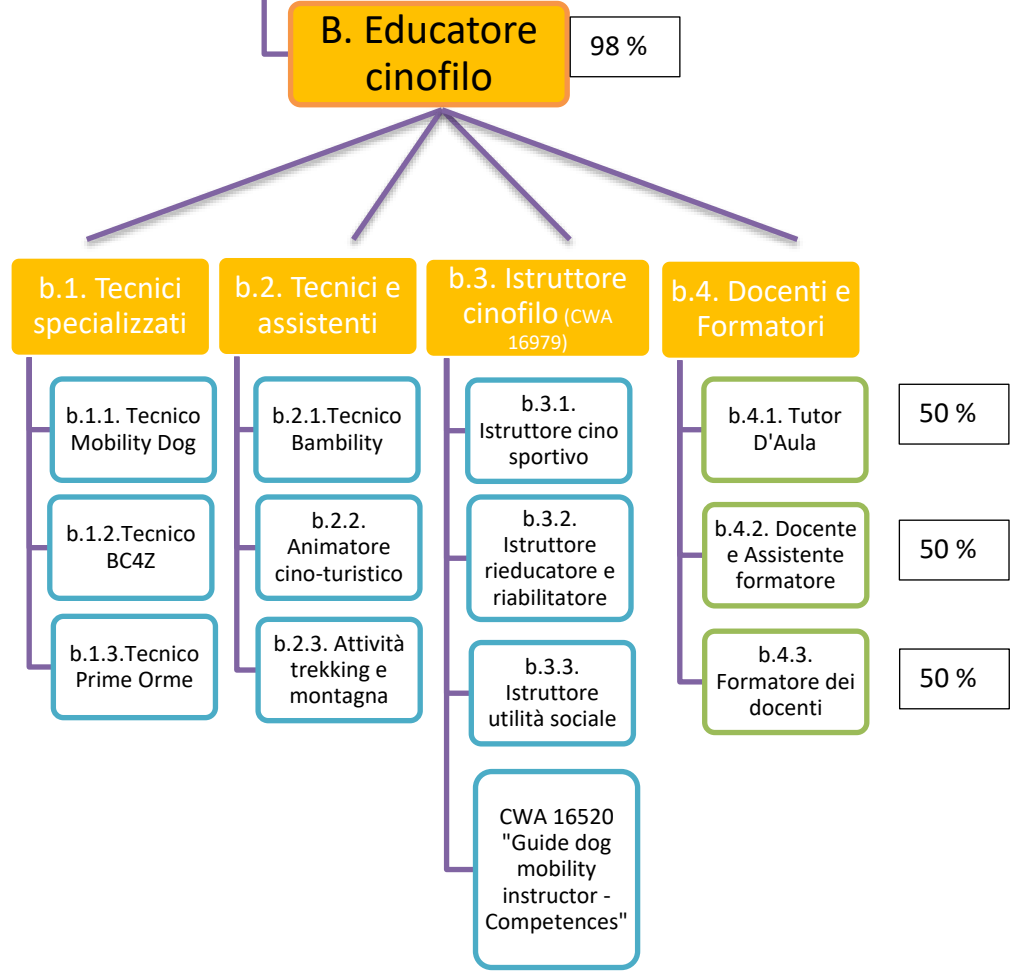 B. Educatore
cinofilo
98 %
b.1. Tecnici
specializzati
b.1.1. Tecnico
Mobility Dog
b.1.2.Tecnico
BC4Z
b.1.3.Tecnico
Prime Orme
b.2. Tecnici e
assistenti
b.2.1.Tecnico
Bambility
b.2.2.
Animatore
cino-turistico
b.2.3. Attività
trekking e
montagna
b.3. Istruttore
cinofilo (CWA
16979)
b.3.1.
Istruttore cino
sportivo
b.3.2.
Istruttore
rieducatore e
riabilitatore
b.3.3.
Istruttore
utilità sociale
CWA 16520
"Guide dog
mobility
instructor -
Competences"
b.4. Docenti e
Formatori
b.4.1. Tutor
D'Aula
50 %
b.4.2. Docente
e Assistente
formatore
50 %
b.4.3.
Formatore dei
docenti
50 %